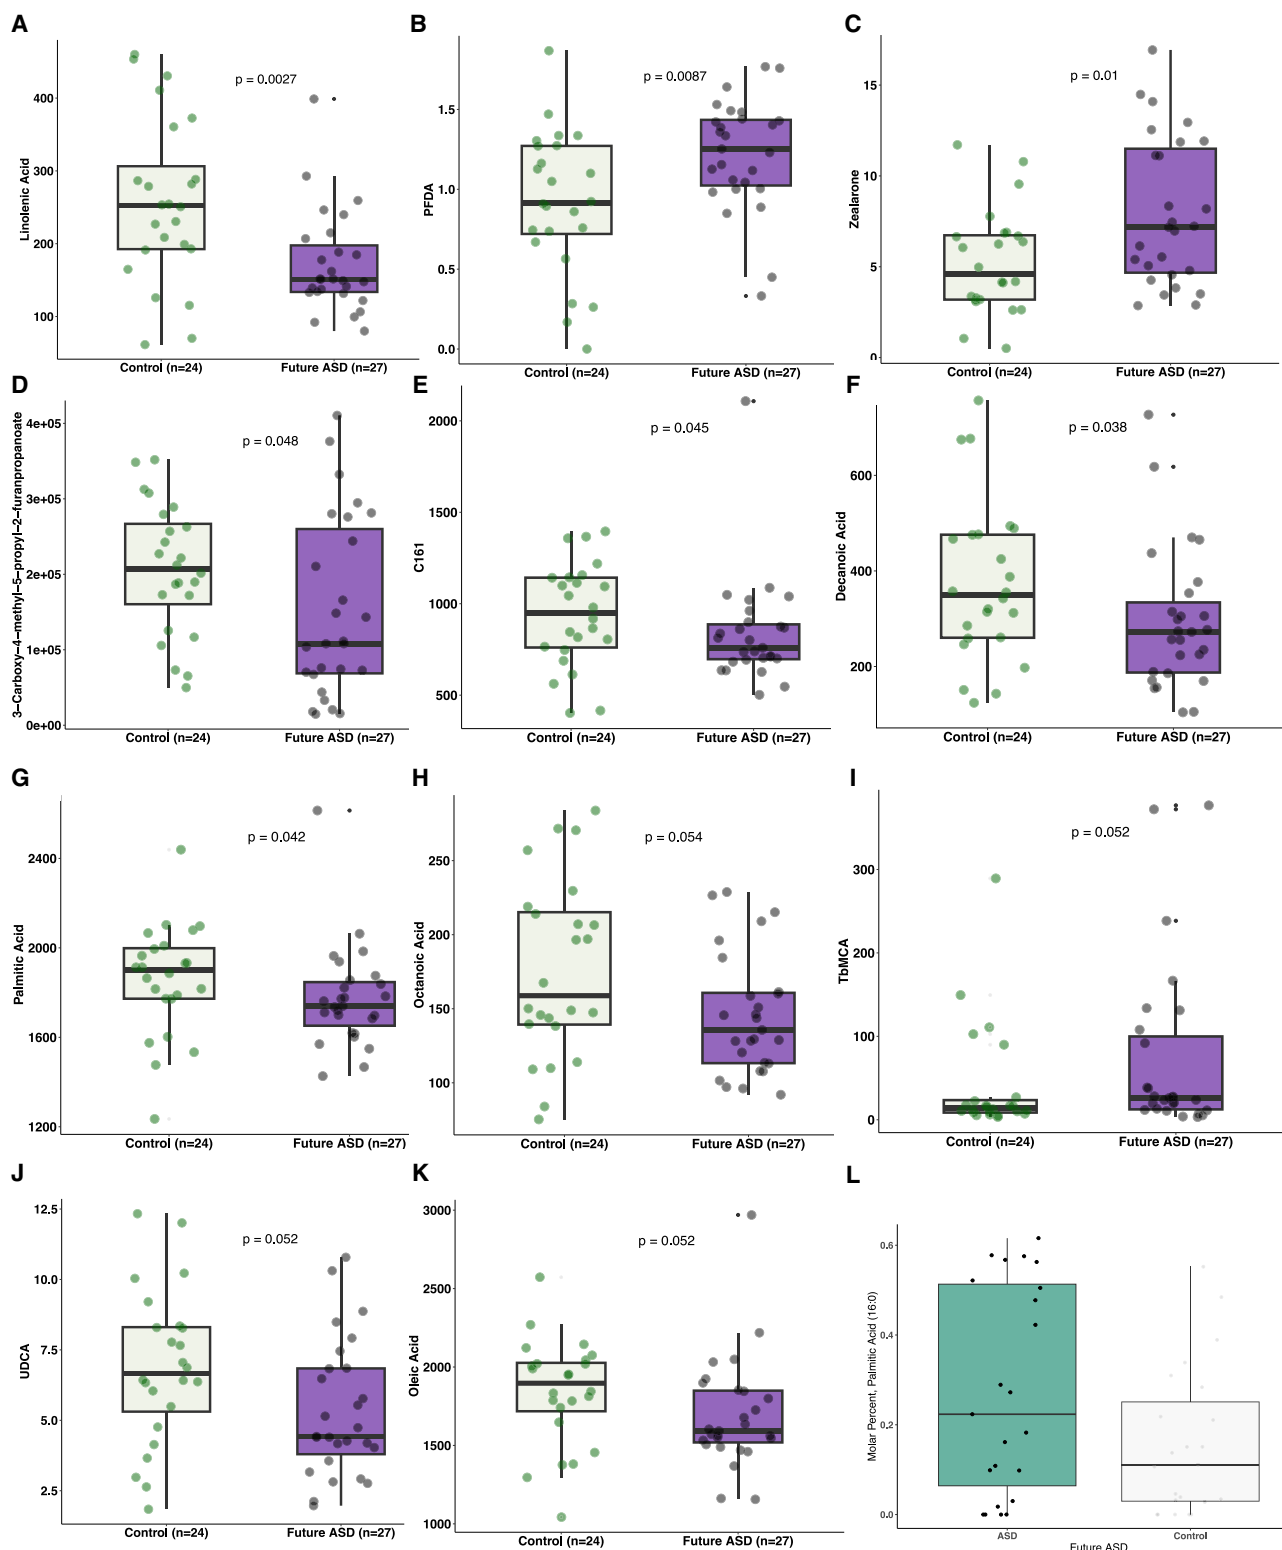 A
Linolenic Acid
400
300
200
100
p = 0.0027
Control (n=24)
Future ASD (n=27)
B
PFDA
1.5
1.0
0.5
0.0
p = 0.0087
Control (n=24)
Future ASD (n=27)
C
Zealarone
15
10
5
0
p = 0.01
Control (n=24)
Future ASD (n=27)
D
3−Carboxy−4−methyl−5−propyl−2−furanpropanoate
4e+05
3e+05
2e+05
1e+05
0e+00
p = 0.048
Control (n=24)
Future ASD (n=27)
E
C161
2000
1500
1000
500
p = 0.045
Control (n=24)
Future ASD (n=27)
F
Decanoic Acid
600
400
200
p = 0.038
Control (n=24)
Future ASD (n=27)
G
Palmitic Acid
2400
2000
1600
1200
p = 0.042
Control (n=24)
Future ASD (n=27)
H
Octanoic Acid
250
200
150
100
p = 0.054
Control (n=24)
Future ASD (n=27)
I
TbMCA
300
200
100
0
p = 0.052
Control (n=24)
Future ASD (n=27)
J
UDCA
12.5
10.0
7.5
5.0
2.5
p = 0.052
Control (n=24)
Future ASD (n=27)
K
Oleic Acid
3000
2500
2000
1500
1000
p = 0.052
Control (n=24)
Future ASD (n=27)
L
Molar Percent, Palmitic Acid (16:0)
0.6
0.4
0.2
0.0
ASD
Control
Future ASD